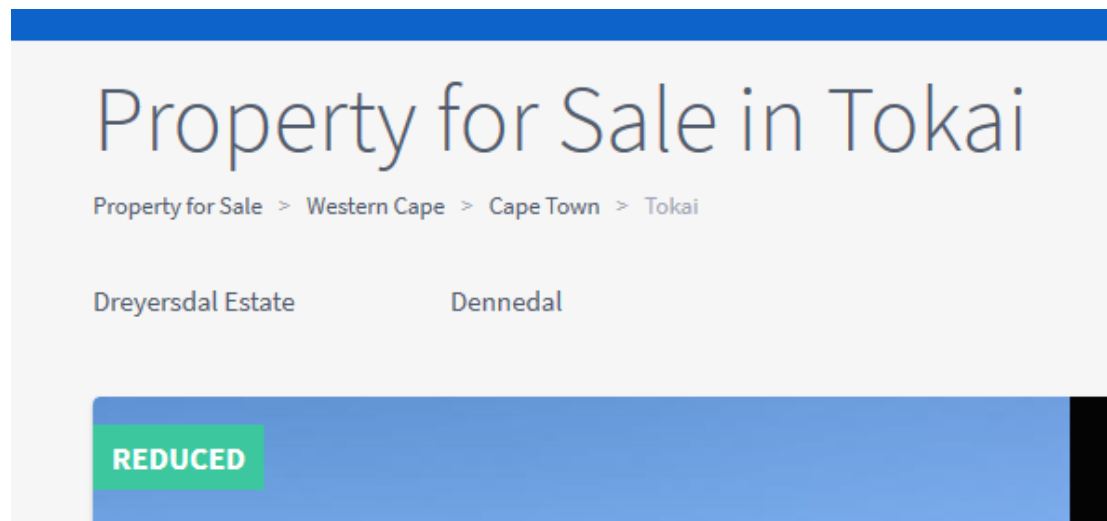 Property for Sale in Tokai
Property for Sale > Western Cape > Cape Town > Tokai
Dreyersdal Estate Dennedal
REDUCED